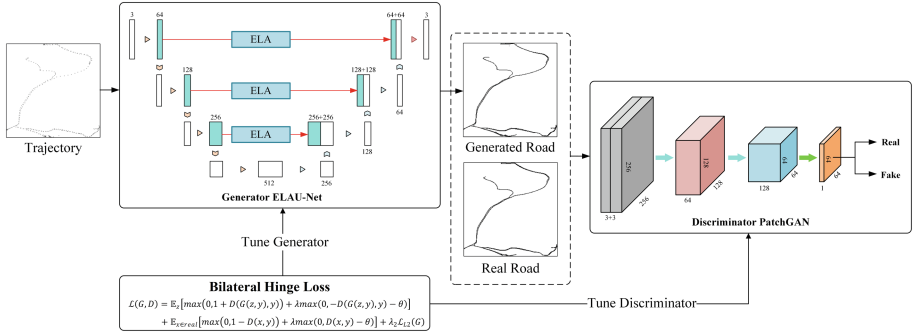 3
64
ELA
64+64
3
128
ELA
128+128
64
256
ELA
256+256
128
512
256
Generator ELAU-Net
Trajectory
Generated Road
Real Road
256
256
3+3
128
128
64
64
64
128
64
64
1
Real
Fake
Discriminator PatchGAN
Tune Generator
Tune Discriminator
Bilateral Hinge Loss
ℒ(G,D) = 𝔼z[max(0,1 + D(G(z,y),y)) + λmax(0,−D(G(z,y),y) − θ)]
+ 𝔼x∈real[max(0,1 − D(x,y)) + λmax(0,D(x,y) − θ)] + λ2ℒL2(G)